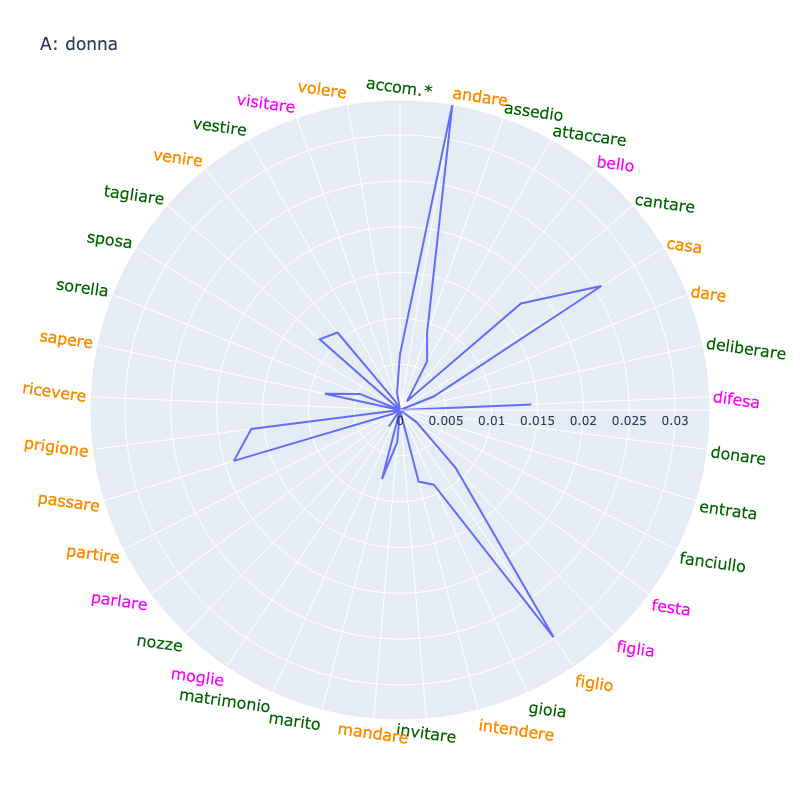 A: donna
accom.*
andare
assedio
attaccare
bello
cantare
casa
dare
deliberare
difesa
donare
entrata
fanciullo
festa
figlia
figlio
gioia
intendere
invitare
mandare
marito
matrimonio
moglie
nozze
parlare
partire
passare
prigione
ricevere
sapere
sorella
sposa
tagliare
venire
vestire
visitare
volere
0 0.005 0.01 0.015 0.02 0.025 0.03